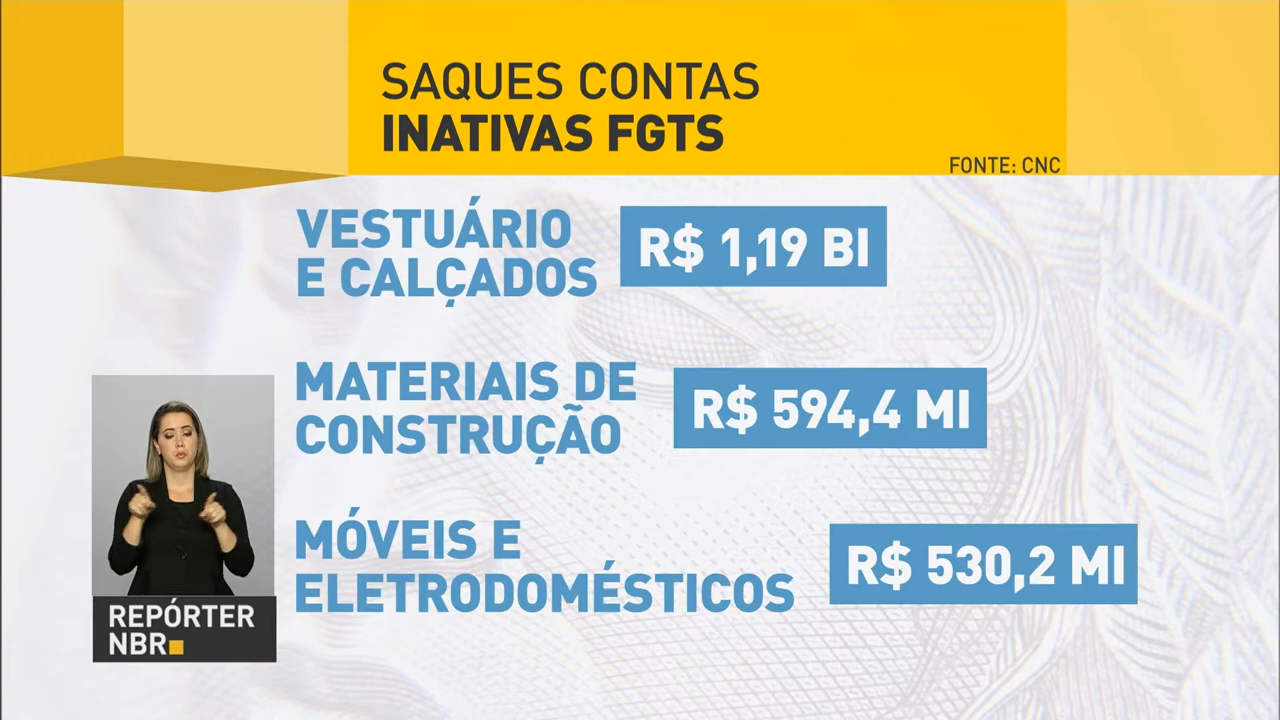 SAQUES CONTAS
INATIVAS FGTS
FONTE: CNC
VESTUÁRIO
E CALÇADOS
R$ 1,19 BI
MATERIAIS DE
CONSTRUÇÃO
R$ 594,4 MI
MÓVEIS E
ELETRODOMÉSTICOS
R$ 530,2 MI
REPÓRTER
NBR